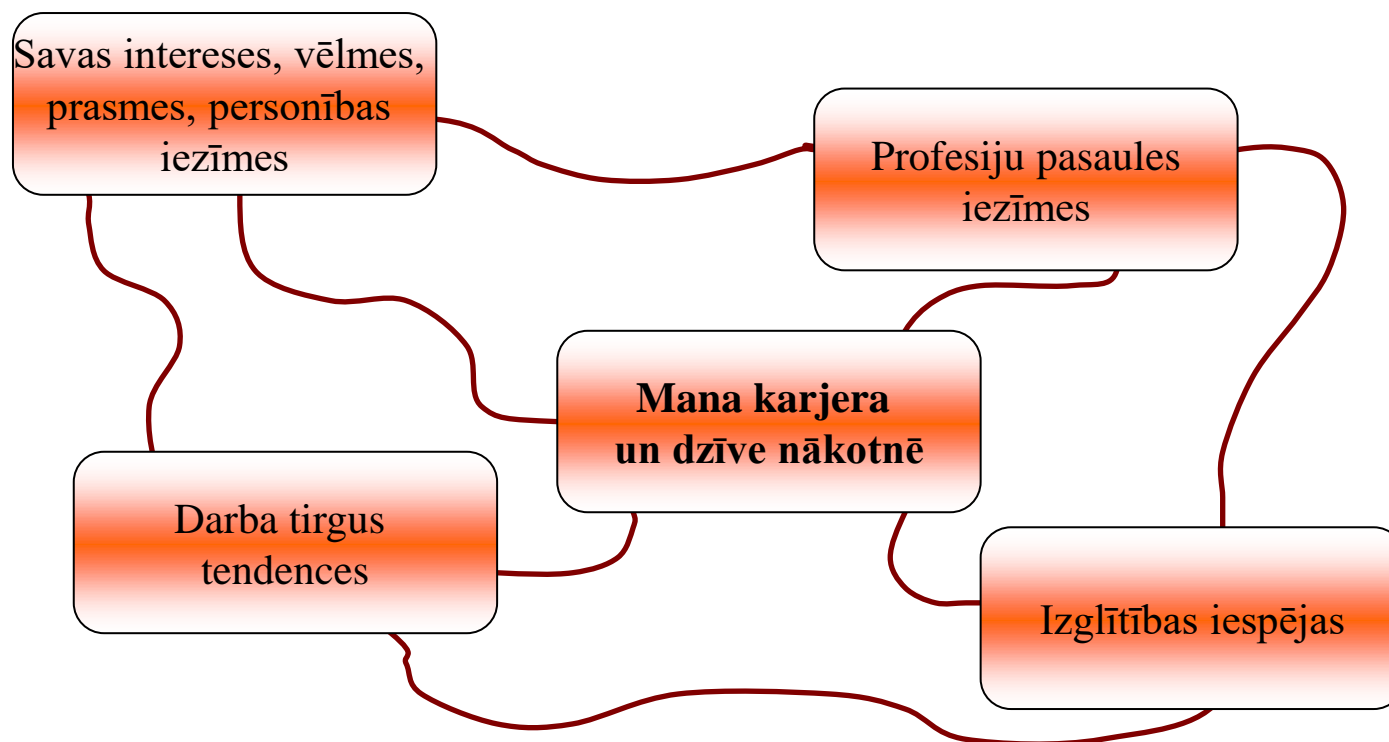 Savas intereses, vēlmes,
prasmes, personības
iezīmes
Profesiju pasaules
iezīmes
Mana karjera
un dzīve nākotnē
Darba tirgus
tendences
Izglītības iespējas